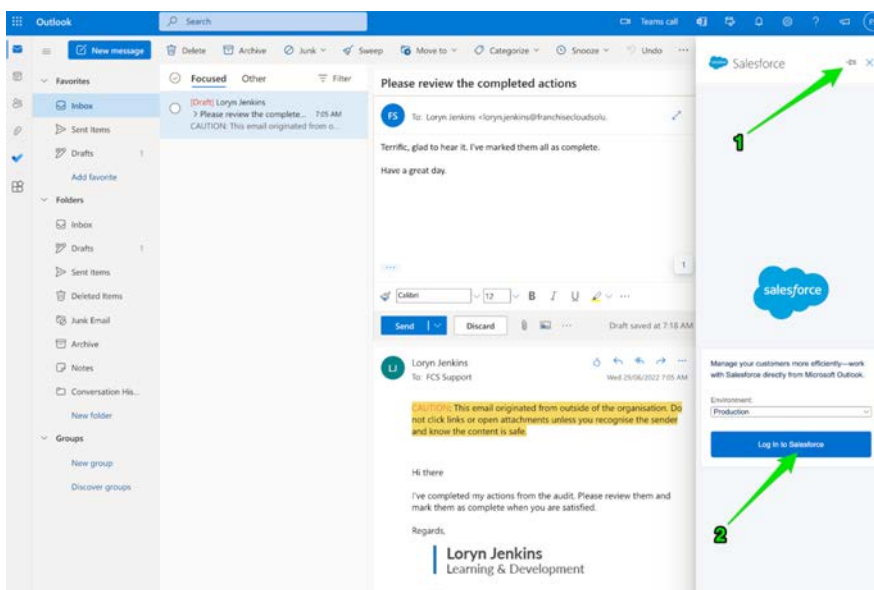 Outlook
Search
Teams call
New message
Delete
Archive
Junk
Sweep
Move to
Categorize
Snooze
Undo
Favorites
Inbox
Sent Items
Drafts 1
Add favorite
Folders
Inbox
Drafts 1
Sent Items
Deleted Items
Junk Email
Archive
Notes
Conversation His...
New folder
Groups
New group
Discover groups
Focused Other Filter
[Draft] Loryn Jenkins
> Please review the complete... 7:05 AM
CAUTION: This email originated from o...
Please review the completed actions
FS
To: Loryn Jenkins <loryn.jenkins@franchisecloudsolu.
Terrific, glad to hear it. I've marked them all as complete.
Have a great day.
1
Calibri 12 B I U
Send Discard Draft saved at 7:18 AM
LJ
Loryn Jenkins
To: FCS Support Wed 29/06/2022 7:05 AM
CAUTION: This email originated from outside of the organisation. Do
not click links or open attachments unless you recognise the sender
and know the content is safe.
Hi there
I've completed my actions from the audit. Please review them and
mark them as complete when you are satisfied.
Regards,
Loryn Jenkins
Learning & Development
Salesforce
1
salesforce
Manage your customers more efficiently—work
with Salesforce directly from Microsoft Outlook.
Environment:
Production
Log In to Salesforce
2